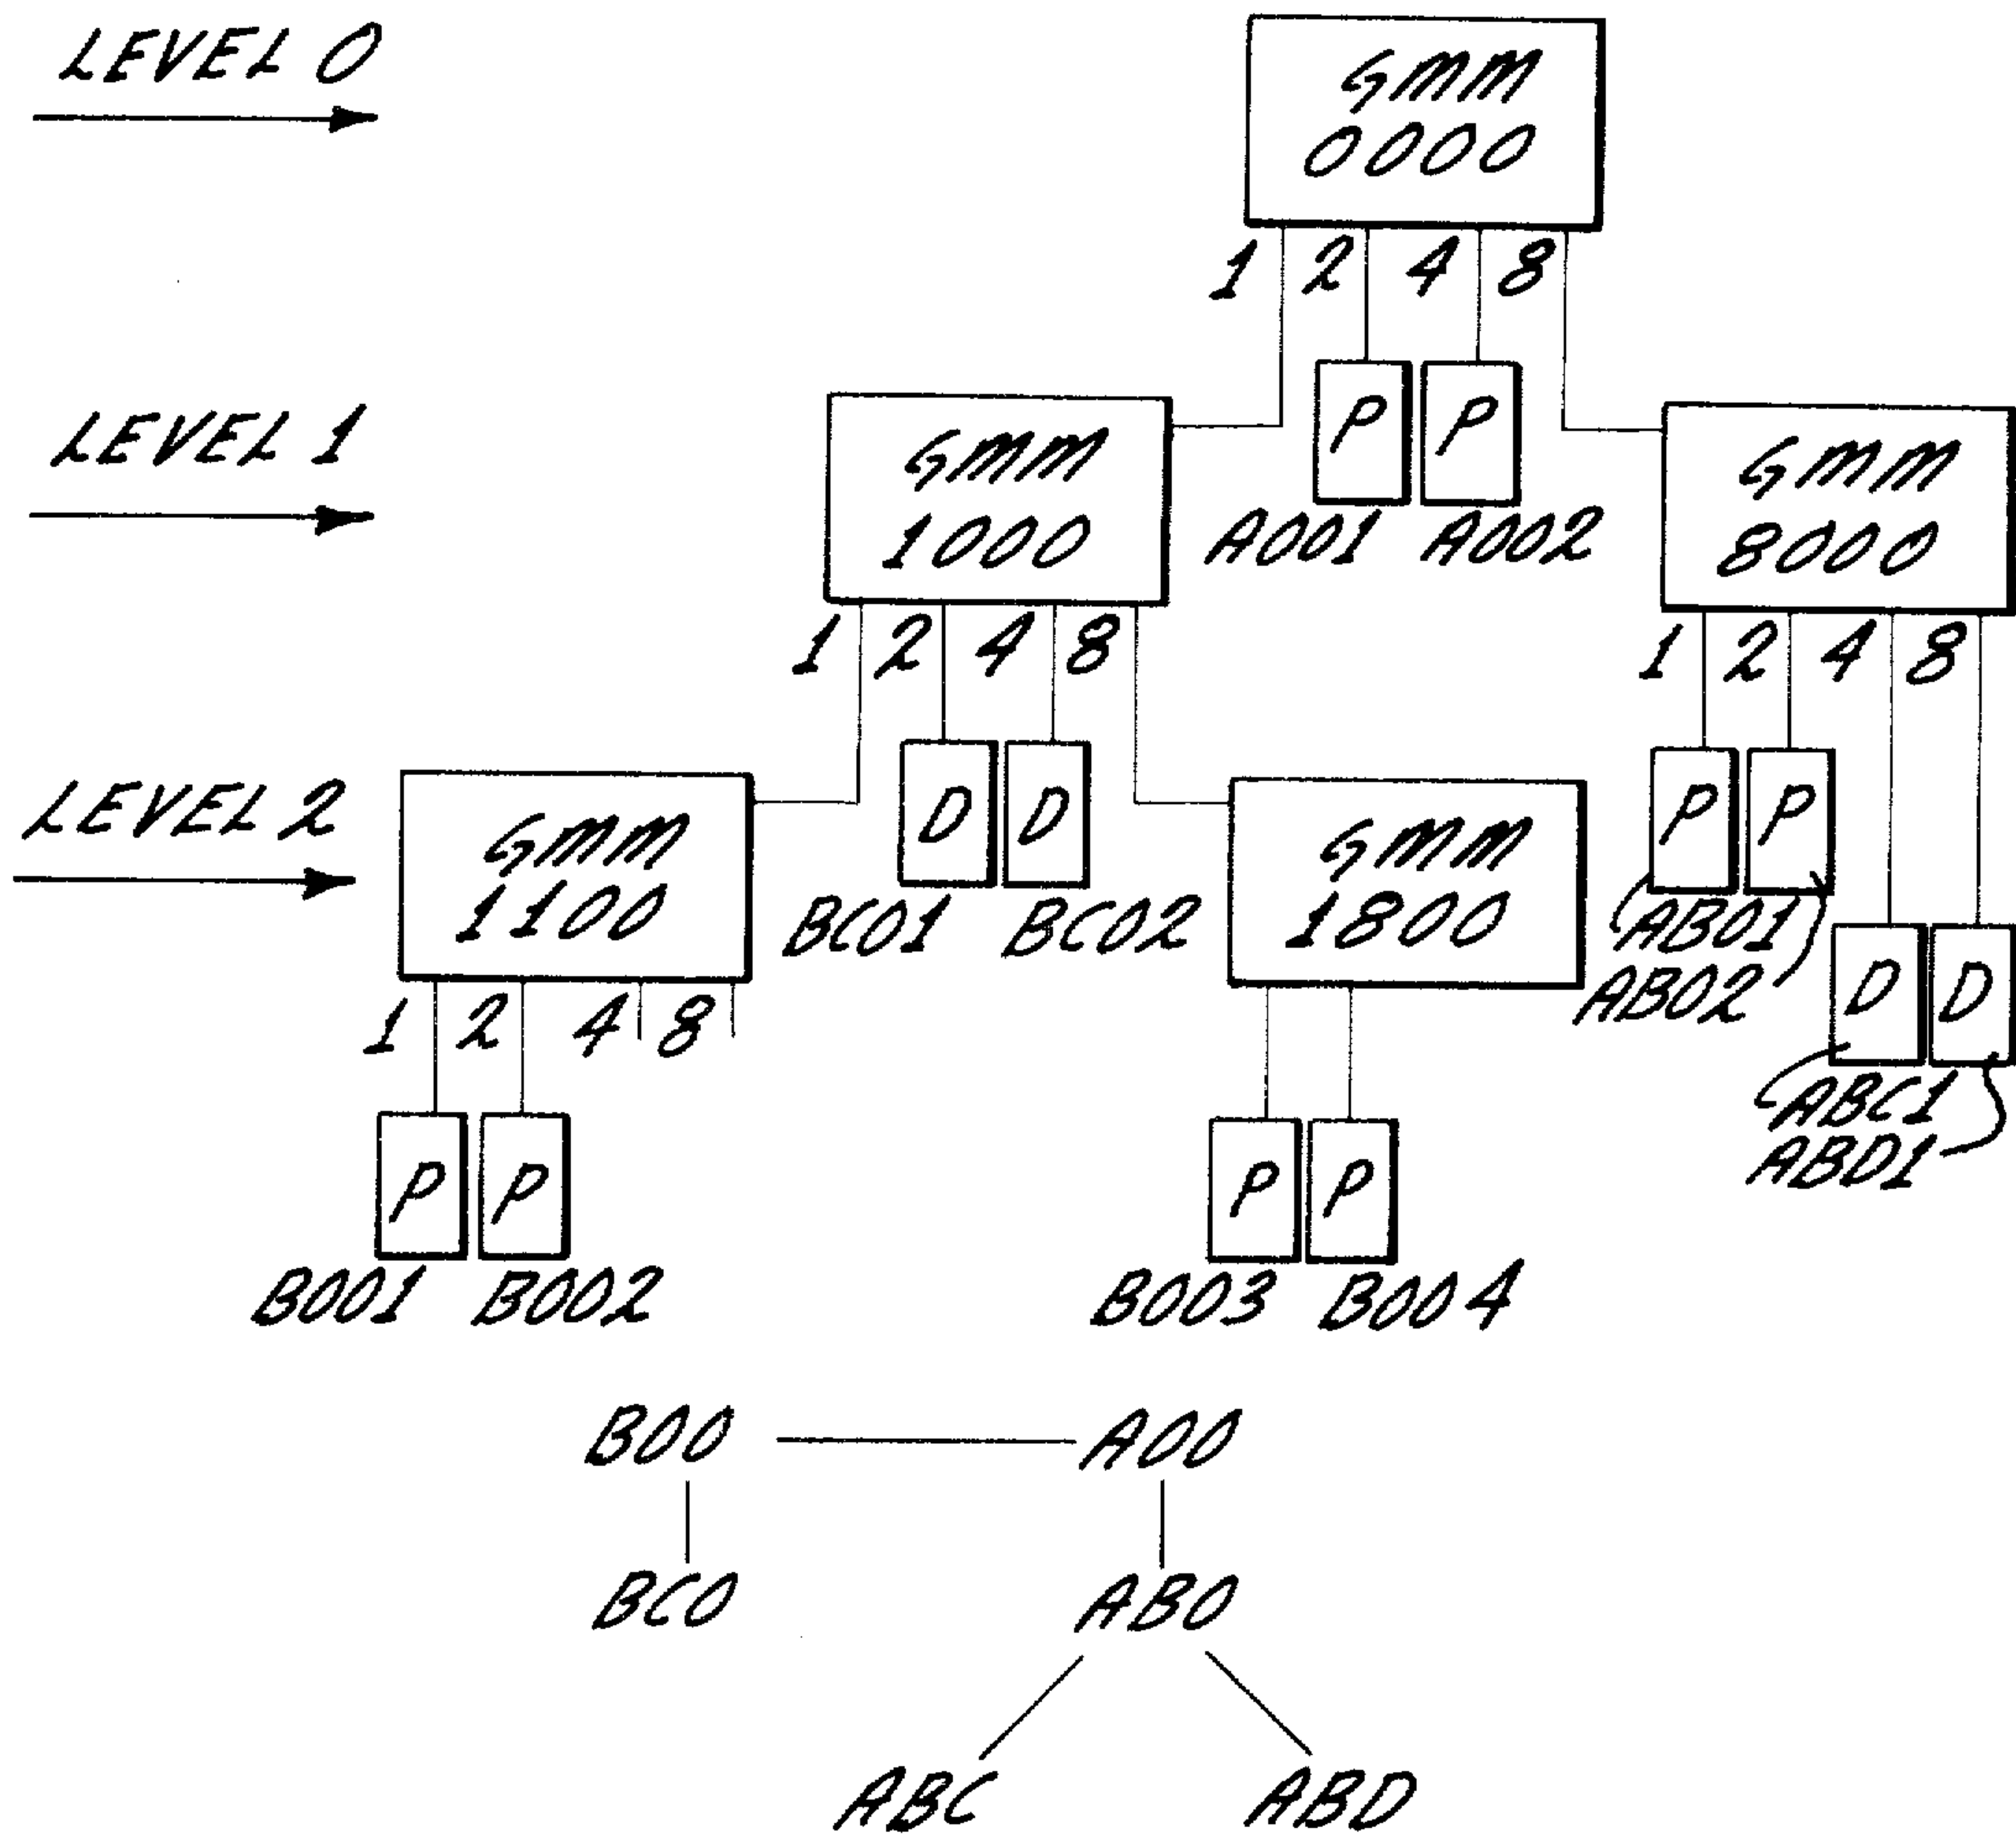 LEVEL 0
GMM
0000
1 2 4 8
LEVEL 1
GMM
1000
P P
A001 A002
GMM
8000
1 2 4 8
1 2 4 8
LEVEL 2
GMM
1100
D D
BC01 BC02
GMM
1800
P P
AB01
AB02
D D
ABC1
ABD1
1 2 4 8
P P
B001 B002
P P
B003 B004
B00 A00
BC0 AB0
ABC ABD